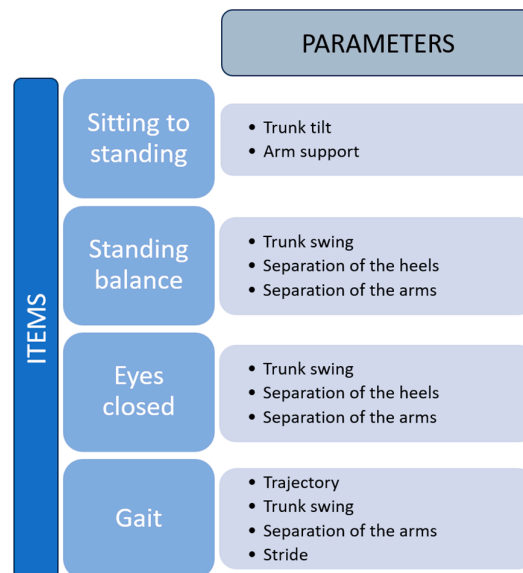 PARAMETERS
ITEMS
Sitting to
standing
• Trunk tilt
• Arm support
Standing
balance
• Trunk swing
• Separation of the heels
• Separation of the arms
Eyes
closed
• Trunk swing
• Separation of the heels
• Separation of the arms
Gait
• Trajectory
• Trunk swing
• Separation of the arms
• Stride